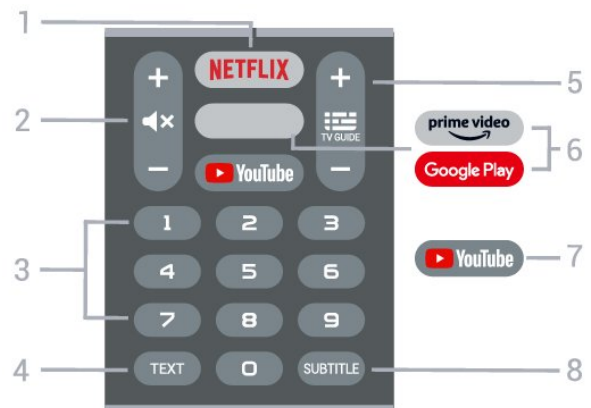 1
NETFLIX
+
+
5
2
TV GUIDE
prime video
6
Google Play
−
YouTube
−
3
1
2
3
4
5
6
YouTube
7
7
8
9
4
TEXT
0
SUBTITLE
8